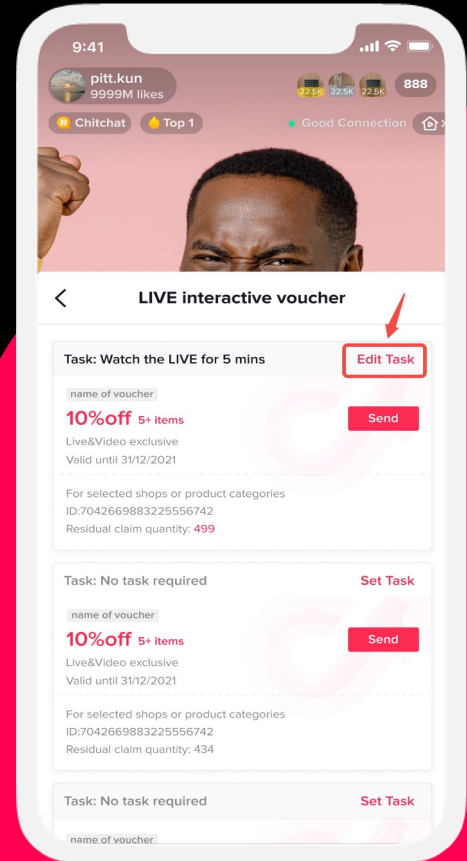 9:41
pitt.kun
9999M likes
22.5K 22.5K 22.5K 888
Chitchat Top 1 Good Connection
LIVE interactive voucher
Task: Watch the LIVE for 5 mins Edit Task
name of voucher
10%off 5+ items Send
Live&Video exclusive
Valid until 31/12/2021
For selected shops or product categories
ID:7042669883225556742
Residual claim quantity: 499
Task: No task required Set Task
name of voucher
10%off 5+ items Send
Live&Video exclusive
Valid until 31/12/2021
For selected shops or product categories
ID:7042669883225556742
Residual claim quantity: 434
Task: No task required Set Task
name of voucher